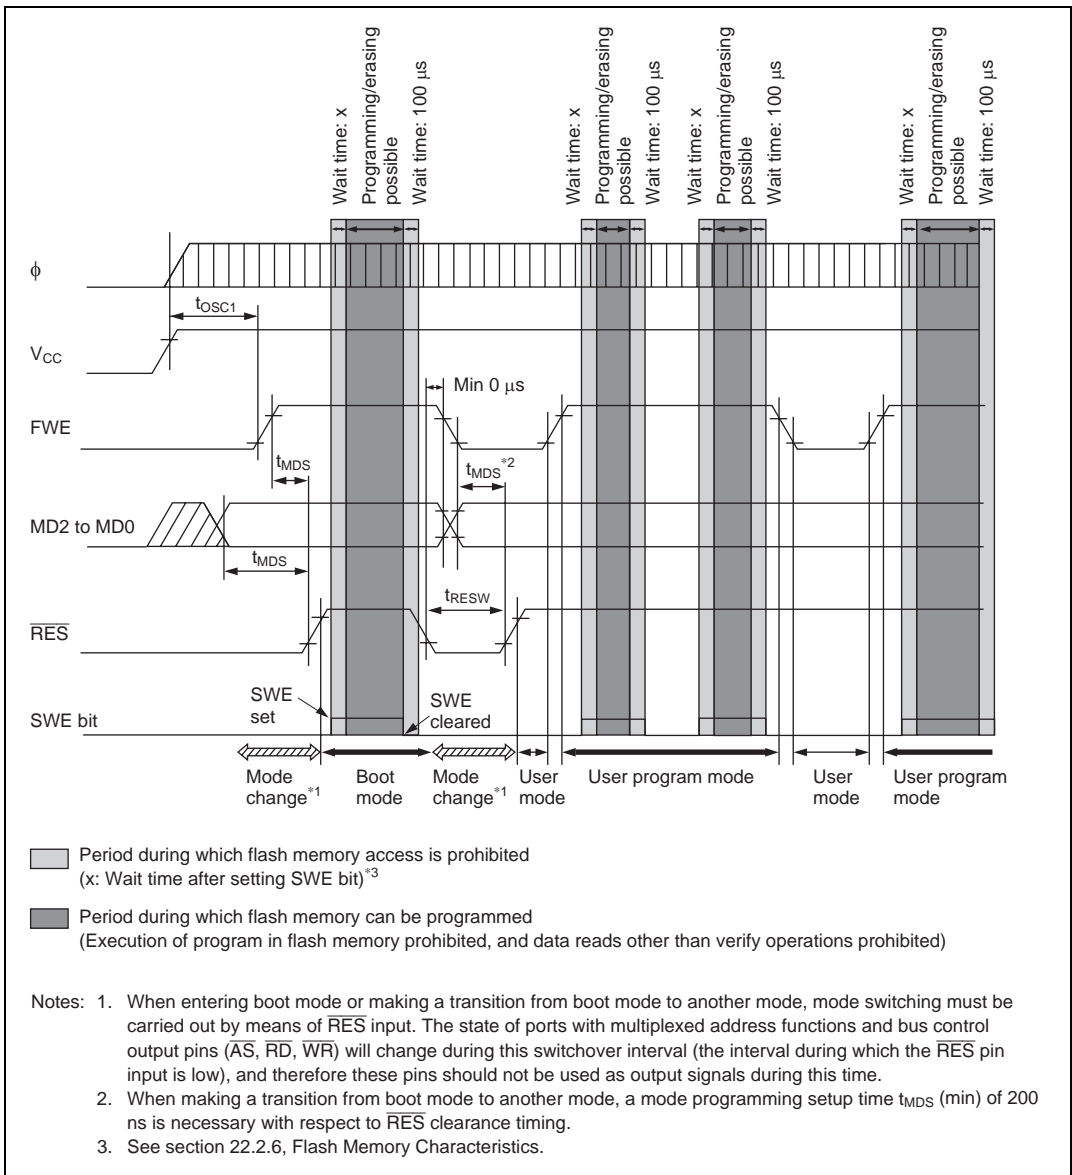 Wait time: x
Programming/erasing
possible
Wait time: 100 μs
Wait time: x
Programming/erasing
possible
Wait time: 100 μs
Wait time: x
Programming/erasing
possible
Wait time: 100 μs
Wait time: x
Programming/erasing
possible
Wait time: 100 μs
φ
tOSC1
VCC
Min 0 μs
FWE
tMDS
tMDS*2
MD2 to MD0
tMDS
tRESW
RES
SWE
set
SWE
cleared
SWE bit
Mode
change*1
Boot
mode
Mode
change*1
User
mode
User program mode
User
mode
User program
mode
Period during which flash memory access is prohibited
(x: Wait time after setting SWE bit)*3
Period during which flash memory can be programmed
(Execution of program in flash memory prohibited, and data reads other than verify operations prohibited)
Notes: 1. When entering boot mode or making a transition from boot mode to another mode, mode switching must be
carried out by means of RES input. The state of ports with multiplexed address functions and bus control
output pins (AS, RD, WR) will change during this switchover interval (the interval during which the RES pin
input is low), and therefore these pins should not be used as output signals during this time.
2. When making a transition from boot mode to another mode, a mode programming setup time tMDS (min) of 200
ns is necessary with respect to RES clearance timing.
3. See section 22.2.6, Flash Memory Characteristics.